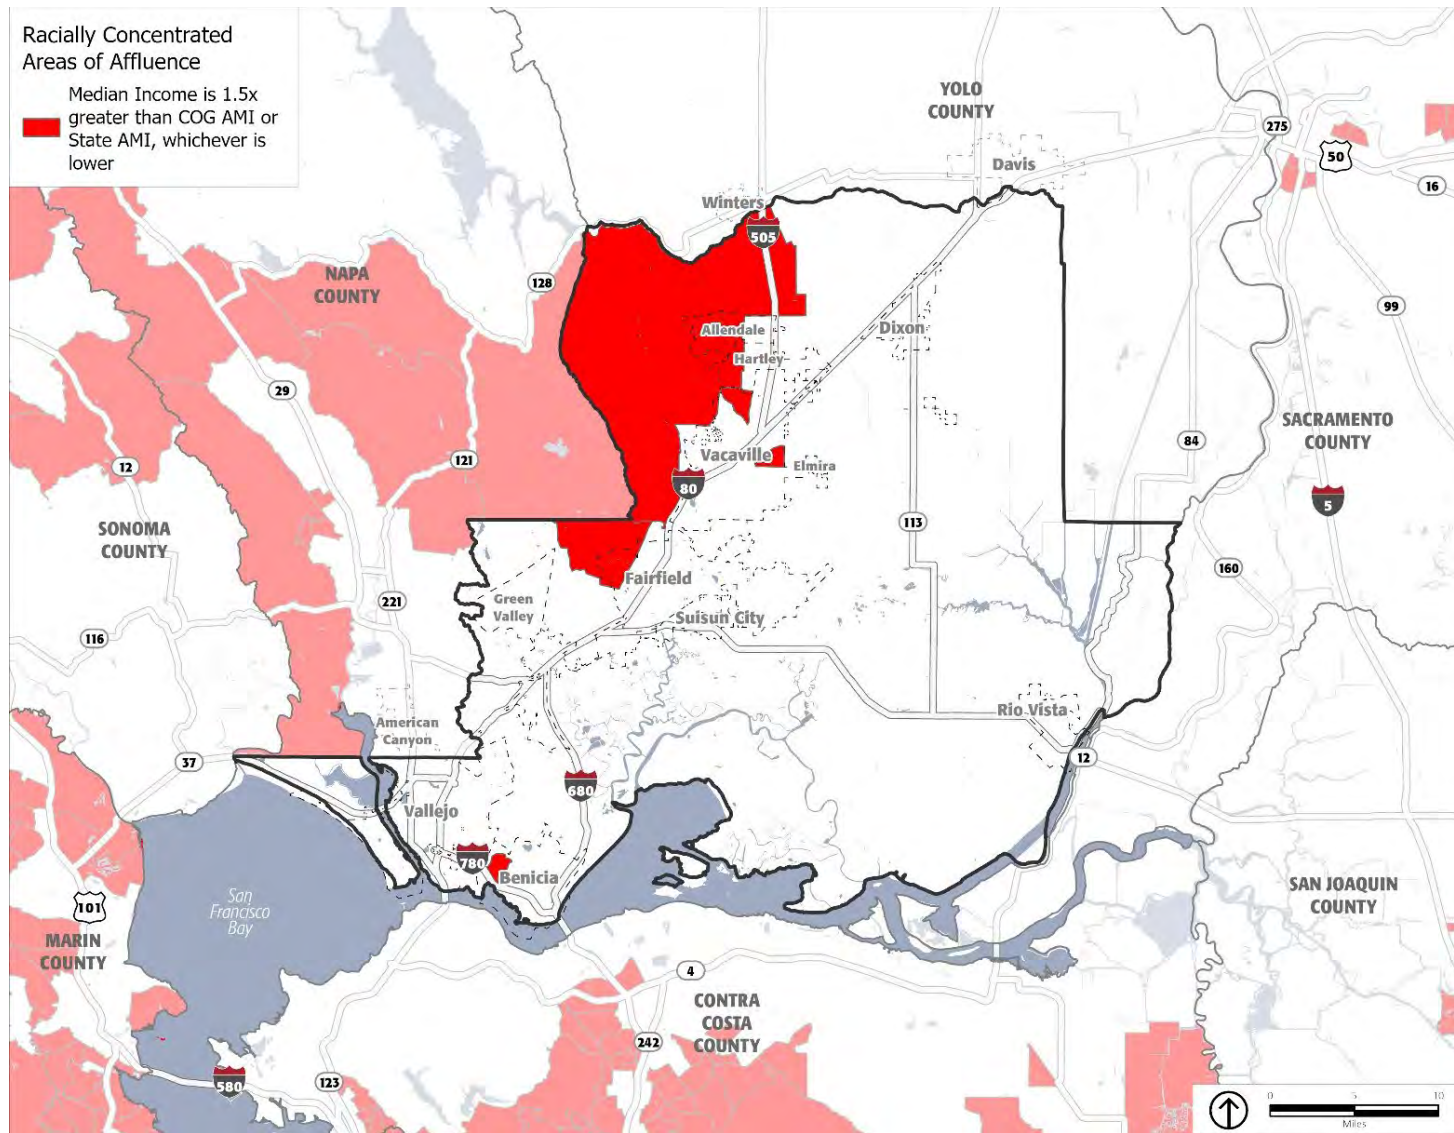 Racially Concentrated
Areas of Affluence
Median Income is 1.5x
greater than COG AMI or
State AMI, whichever is
lower
YOLO
COUNTY
275
50
16
Davis
Winters
505
NAPA
COUNTY
128
99
Allendale
Dixon
Hartley
29
SACRAMENTO
COUNTY
84
12
121
Vacaville
Elmira
80
5
SONOMA
COUNTY
113
160
Fairfield
Green
Valley
221
Suisun City
116
Rio Vista
American
Canyon
12
37
680
Vallejo
780
Benicia
San
Francisco
Bay
SAN JOAQUIN
COUNTY
101
MARIN
COUNTY
4
CONTRA
COSTA
COUNTY
242
580
123
0 5 10
Miles